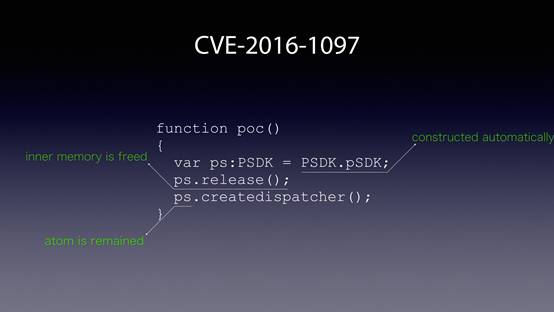 CVE-2016-1097
function poc()
{
constructed automatically
inner memory is freed
var ps:PSDK = PSDK.pSDK;
ps.release();
ps.createdispatcher();
}
atom is remained